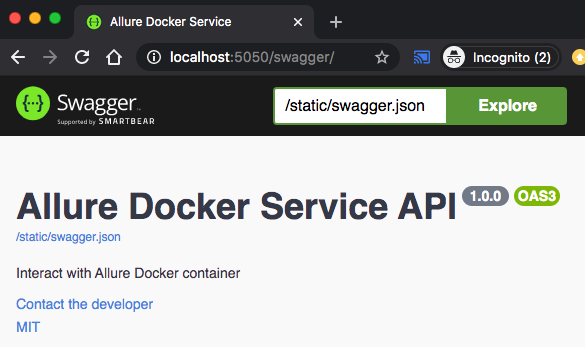 Allure Docker Service
localhost:5050/swagger/
Incognito (2)
Swagger
Supported by SMARTBEAR
/static/swagger.json
Explore
Allure Docker Service API 1.0.0 OAS3
/static/swagger.json
Interact with Allure Docker container
Contact the developer
MIT